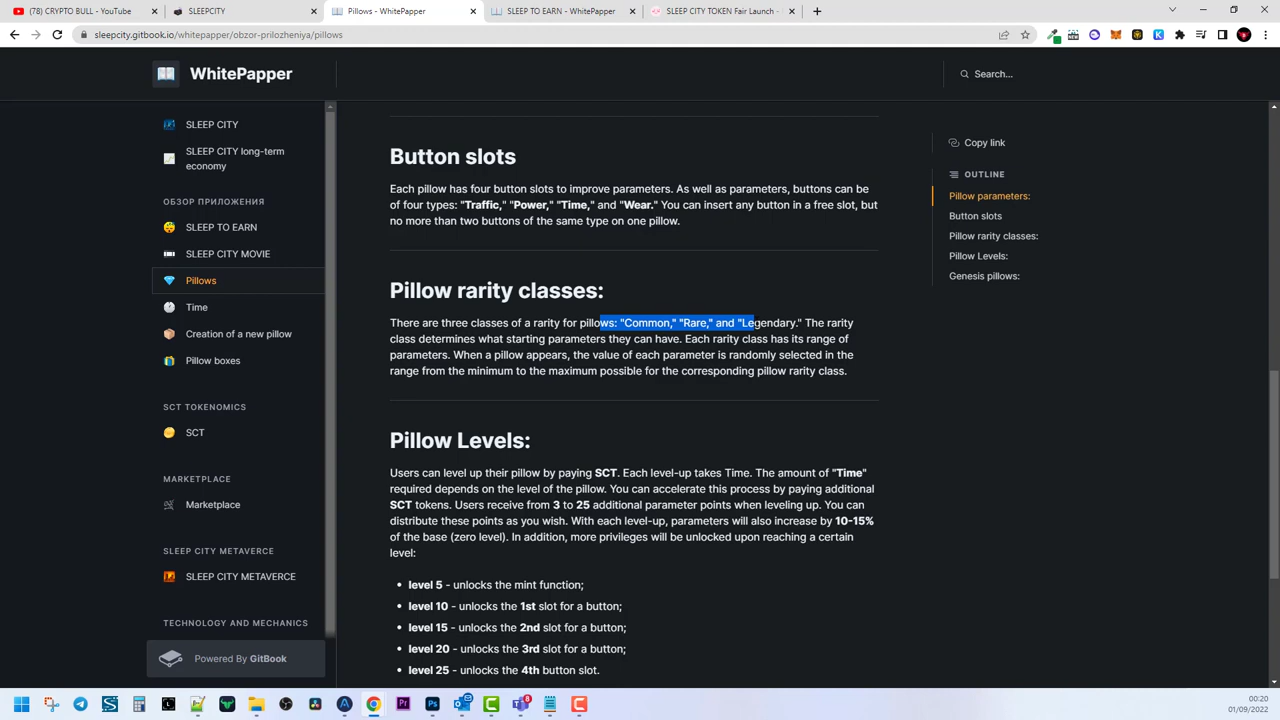 (78) CRYPTO BULL - YouTube
SLEEPCITY
Pillows - WhitePapper
SLEEP TO EARN - WhitePapper
SLEEP CITY TOKEN Fair Launch -
sleepcity.gitbook.io/whitepapper/obzor-prilozheniya/pillows
WhitePapper
Search...
SLEEP CITY
SLEEP CITY long-term
economy
ОБЗОР ПРИЛОЖЕНИЯ
SLEEP TO EARN
SLEEP CITY MOVIE
Pillows
Time
Creation of a new pillow
Pillow boxes
SCT TOKENOMICS
SCT
MARKETPLACE
Marketplace
SLEEP CITY METAVERCE
SLEEP CITY METAVERCE
TECHNOLOGY AND MECHANICS
Powered By GitBook
Button slots
Each pillow has four button slots to improve parameters. As well as parameters, buttons can be
of four types: "Traffic," "Power," "Time," and "Wear." You can insert any button in a free slot, but
no more than two buttons of the same type on one pillow.
Pillow rarity classes:
There are three classes of a rarity for pillows: "Common," "Rare," and "Legendary." The rarity
class determines what starting parameters they can have. Each rarity class has its range of
parameters. When a pillow appears, the value of each parameter is randomly selected in the
range from the minimum to the maximum possible for the corresponding pillow rarity class.
Pillow Levels:
Users can level up their pillow by paying SCT. Each level-up takes Time. The amount of "Time"
required depends on the level of the pillow. You can accelerate this process by paying additional
SCT tokens. Users receive from 3 to 25 additional parameter points when leveling up. You can
distribute these points as you wish. With each level-up, parameters will also increase by 10-15%
of the base (zero level). In addition, more privileges will be unlocked upon reaching a certain
level:
level 5 - unlocks the mint function;
level 10 - unlocks the 1st slot for a button;
level 15 - unlocks the 2nd slot for a button;
level 20 - unlocks the 3rd slot for a button;
level 25 - unlocks the 4th button slot.
Copy link
OUTLINE
Pillow parameters:
Button slots
Pillow rarity classes:
Pillow Levels:
Genesis pillows:
00:20
01/09/2022